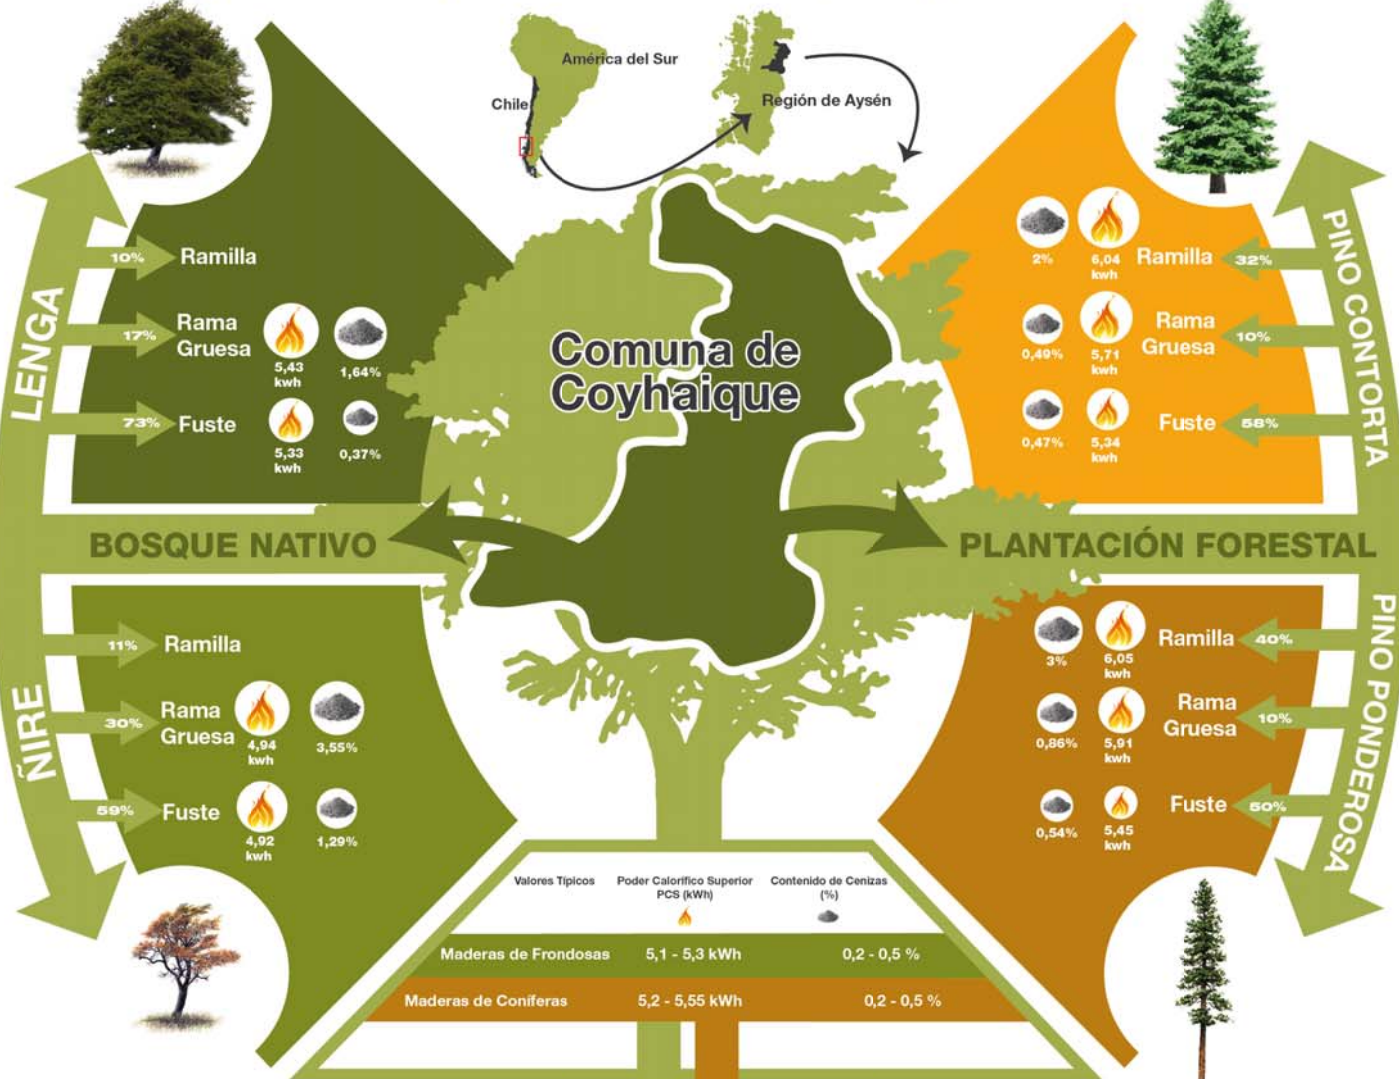 América del Sur
Chile
Región de Aysén
Comuna de
Coyhaique
LENGA
10%
Ramilla
17%
Rama
Gruesa
5,43
kwh
1,64%
73%
Fuste
5,33
kwh
0,37%
PINO CONTORTA
2%
6,04
kwh
Ramilla
32%
0,49%
5,71
kwh
Rama
Gruesa
10%
0,47%
5,34
kwh
Fuste
58%
BOSQUE NATIVO
PLANTACIÓN FORESTAL
ÑIRE
11%
Ramilla
30%
Rama
Gruesa
4,94
kwh
3,55%
59%
Fuste
4,92
kwh
1,29%
PINO PONDEROSA
3%
6,05
kwh
Ramilla
40%
0,86%
5,91
kwh
Rama
Gruesa
10%
0,54%
5,45
kwh
Fuste
50%
Valores Típicos
Poder Calorífico Superior
PCS (kWh)
Contenido de Cenizas
(%)
Maderas de Frondosas
5,1 - 5,3 kWh
0,2 - 0,5 %
Maderas de Coníferas
5,2 - 5,55 kWh
0,2 - 0,5 %